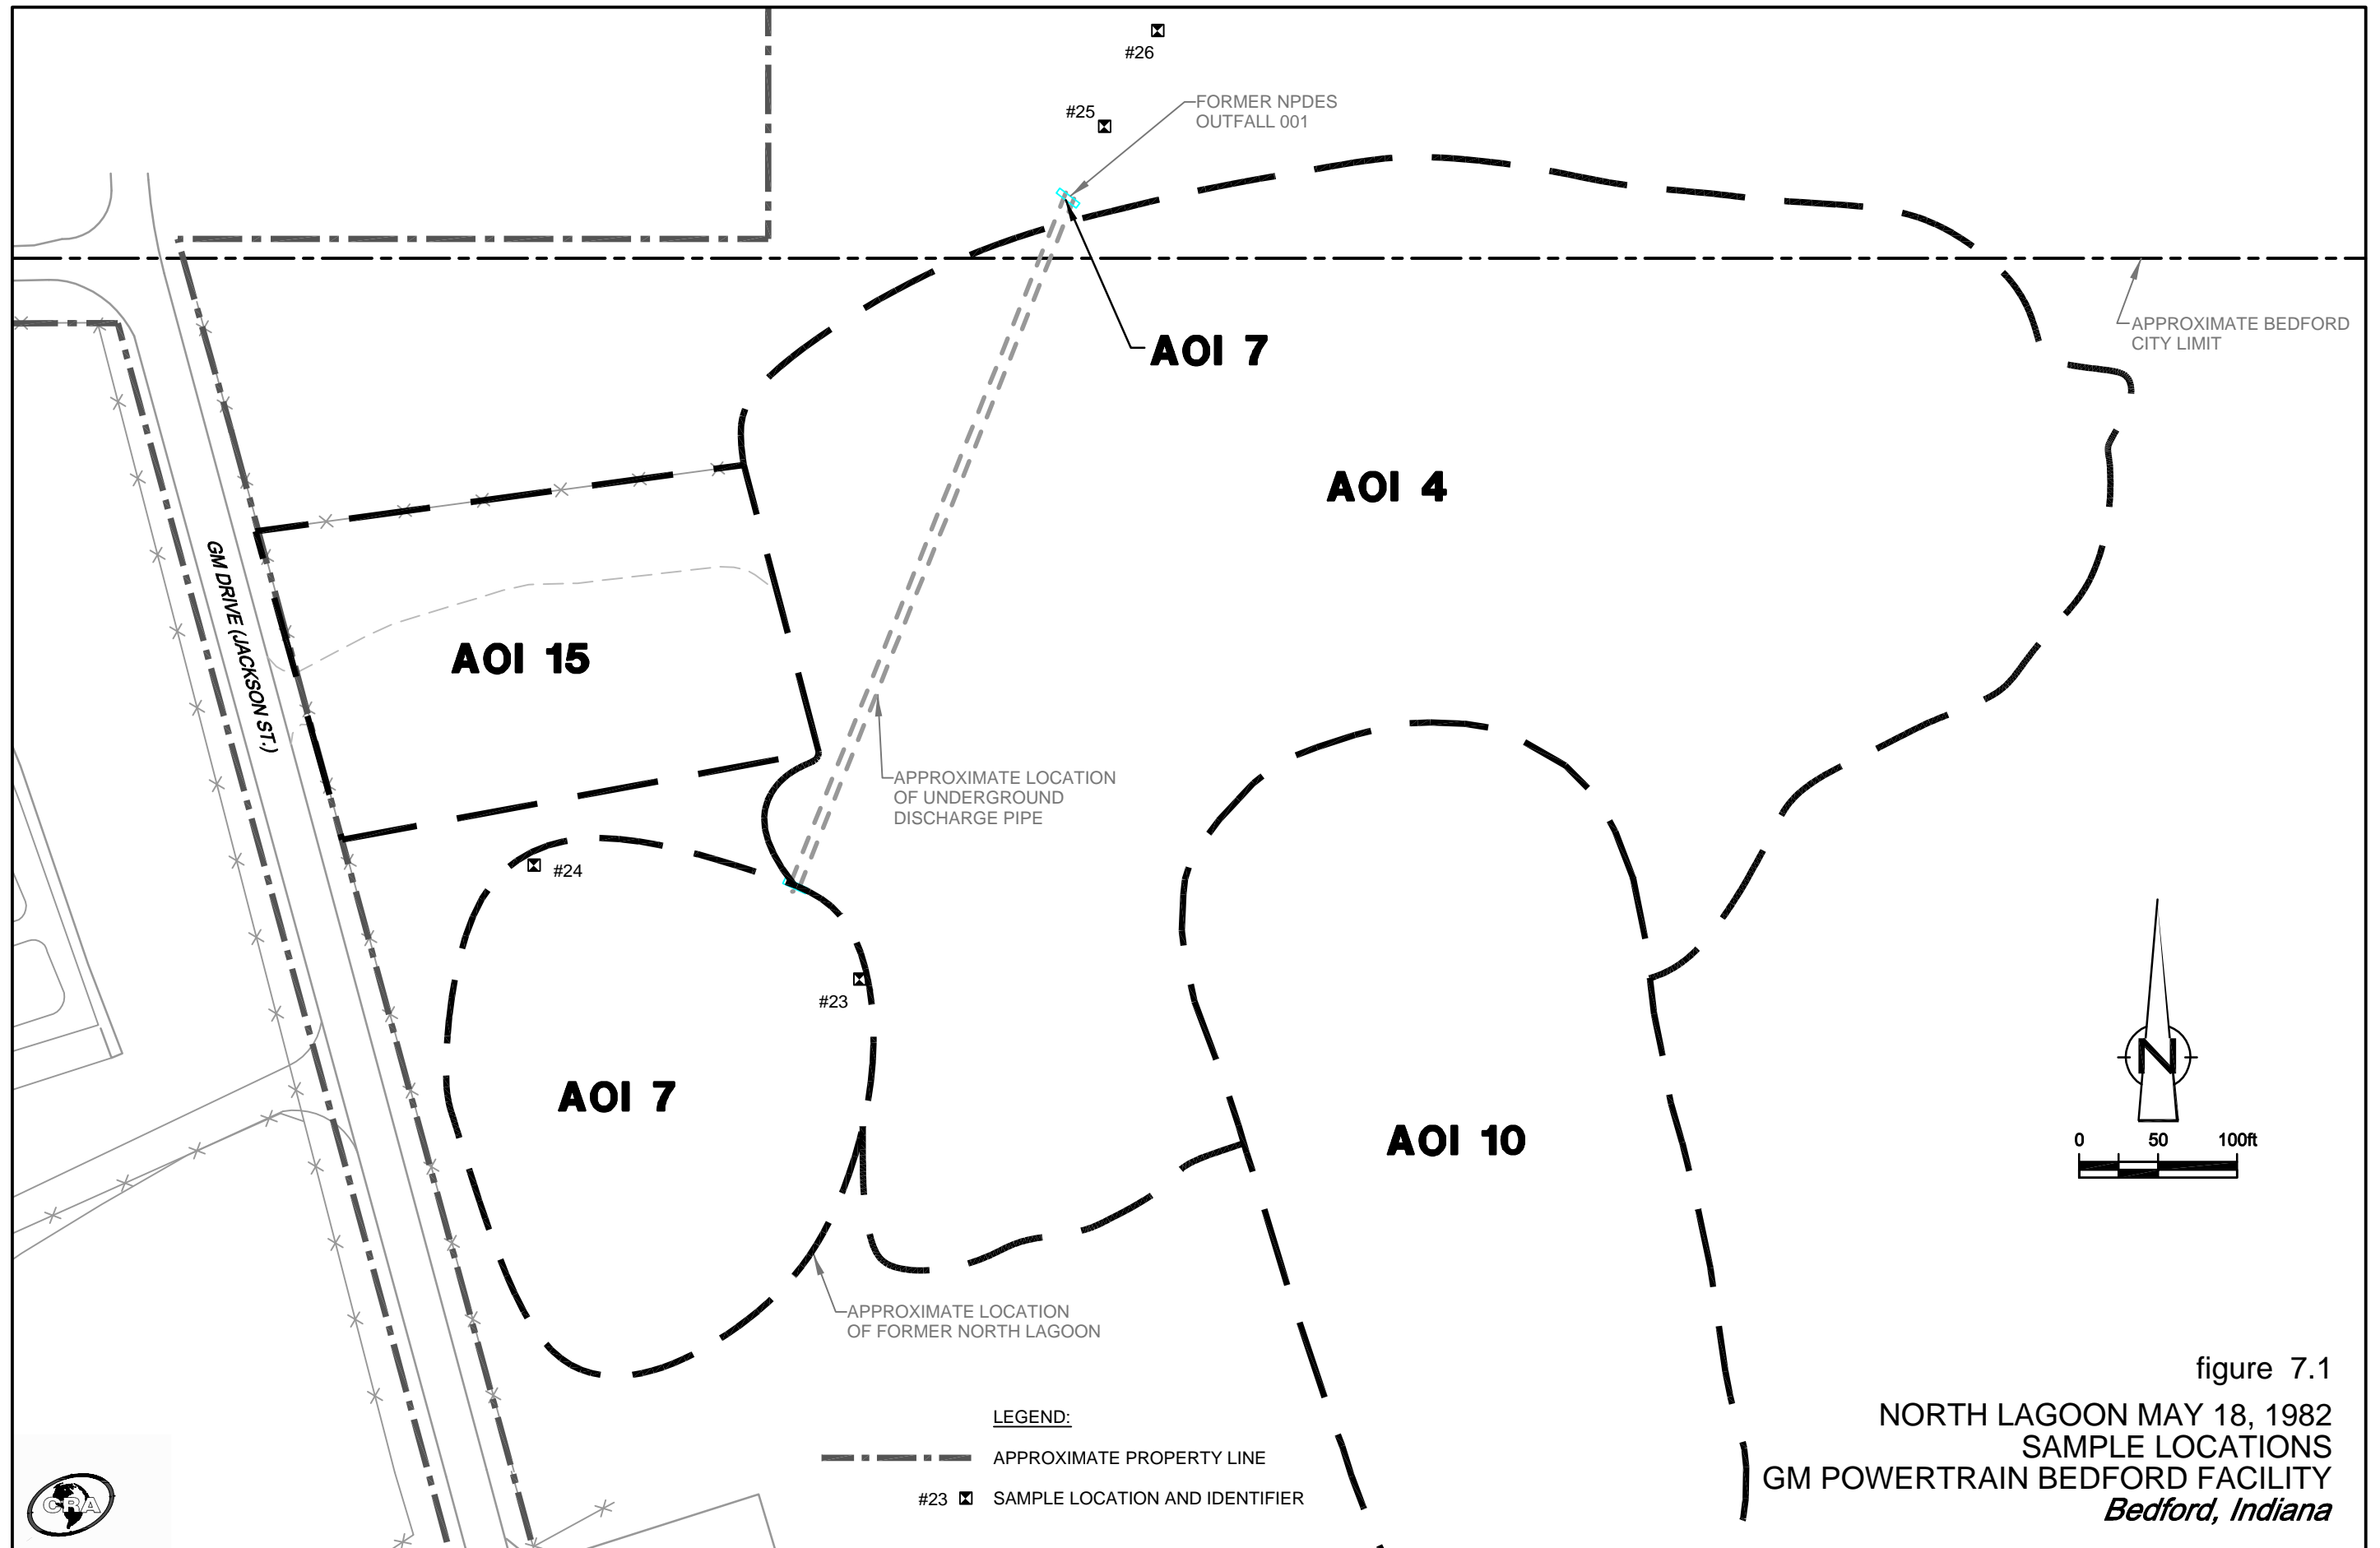 #26
#25
FORMER NPDES
OUTFALL 001
APPROXIMATE BEDFORD
CITY LIMIT
AOI 7
AOI 4
GM DRIVE (JACKSON ST.)
AOI 15
APPROXIMATE LOCATION
OF UNDERGROUND
DISCHARGE PIPE
#24
#23
AOI 7
AOI 10
N
0 50 100ft
APPROXIMATE LOCATION
OF FORMER NORTH LAGOON
LEGEND:
APPROXIMATE PROPERTY LINE
#23 SAMPLE LOCATION AND IDENTIFIER
figure 7.1
NORTH LAGOON MAY 18, 1982
SAMPLE LOCATIONS
GM POWERTRAIN BEDFORD FACILITY
Bedford, Indiana
CRA